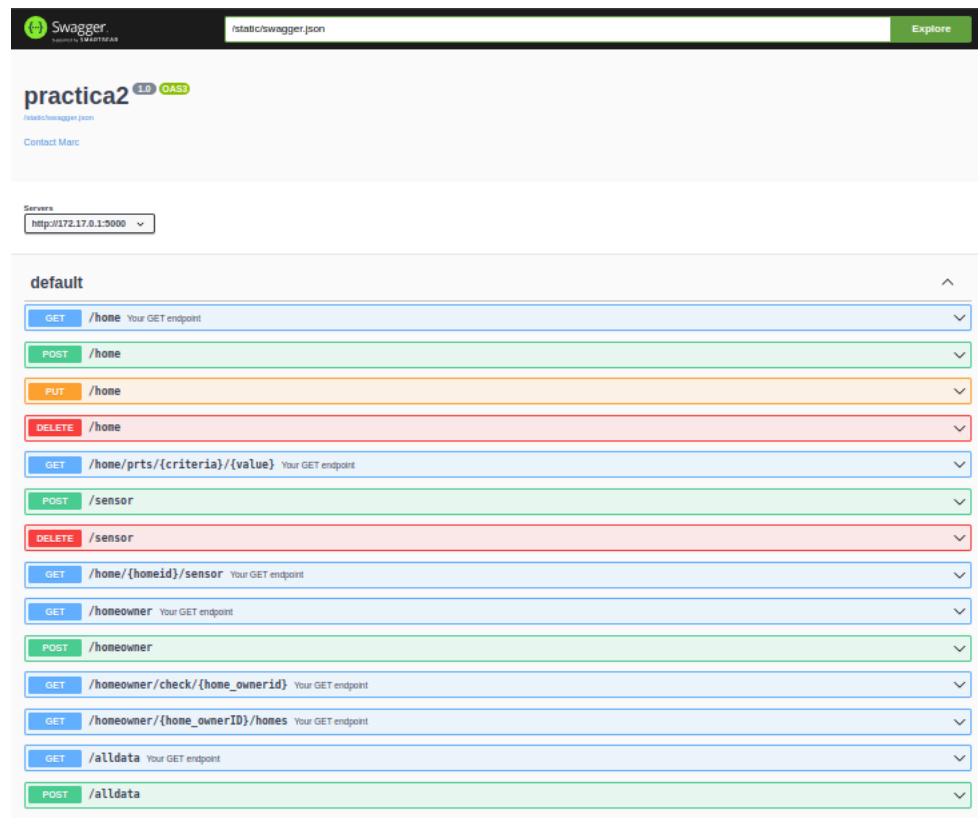 Swagger.
Supported by SMARTBEAR
/static/swagger.json
Explore
practica2 1.0 OAS3
/static/swagger.json
Contact Marc
Servers
http://172.17.0.1:5000
default
GET /home Your GET endpoint
POST /home
PUT /home
DELETE /home
GET /home/prts/{criteria}/{value} Your GET endpoint
POST /sensor
DELETE /sensor
GET /home/{homeid}/sensor Your GET endpoint
GET /homeowner Your GET endpoint
POST /homeowner
GET /homeowner/check/{home_ownerid} Your GET endpoint
GET /homeowner/{home_ownerID}/homes Your GET endpoint
GET /alldata Your GET endpoint
POST /alldata